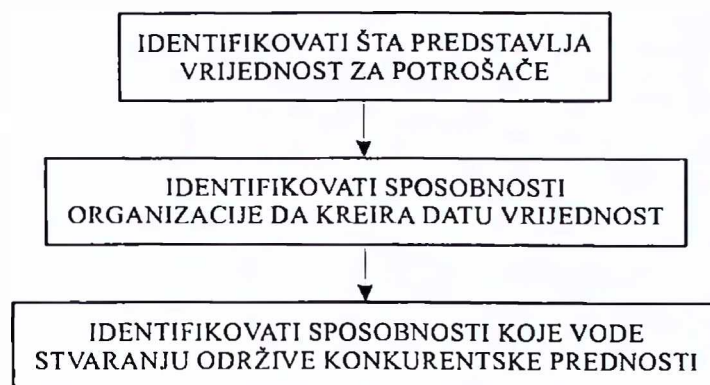 IDENTIFIKOVATI ŠTA PREDSTAVLJA
VRIJEDNOST ZA POTROŠAČE
IDENTIFIKOVATI SPOSOBNOSTI
ORGANIZACIJE DA KREIRA DATU VRIJEDNOST
IDENTIFIKOVATI SPOSOBNOSTI KOJE VODE
STVARANJU ODRŽIVE KONKURENTSKE PREDNOSTI